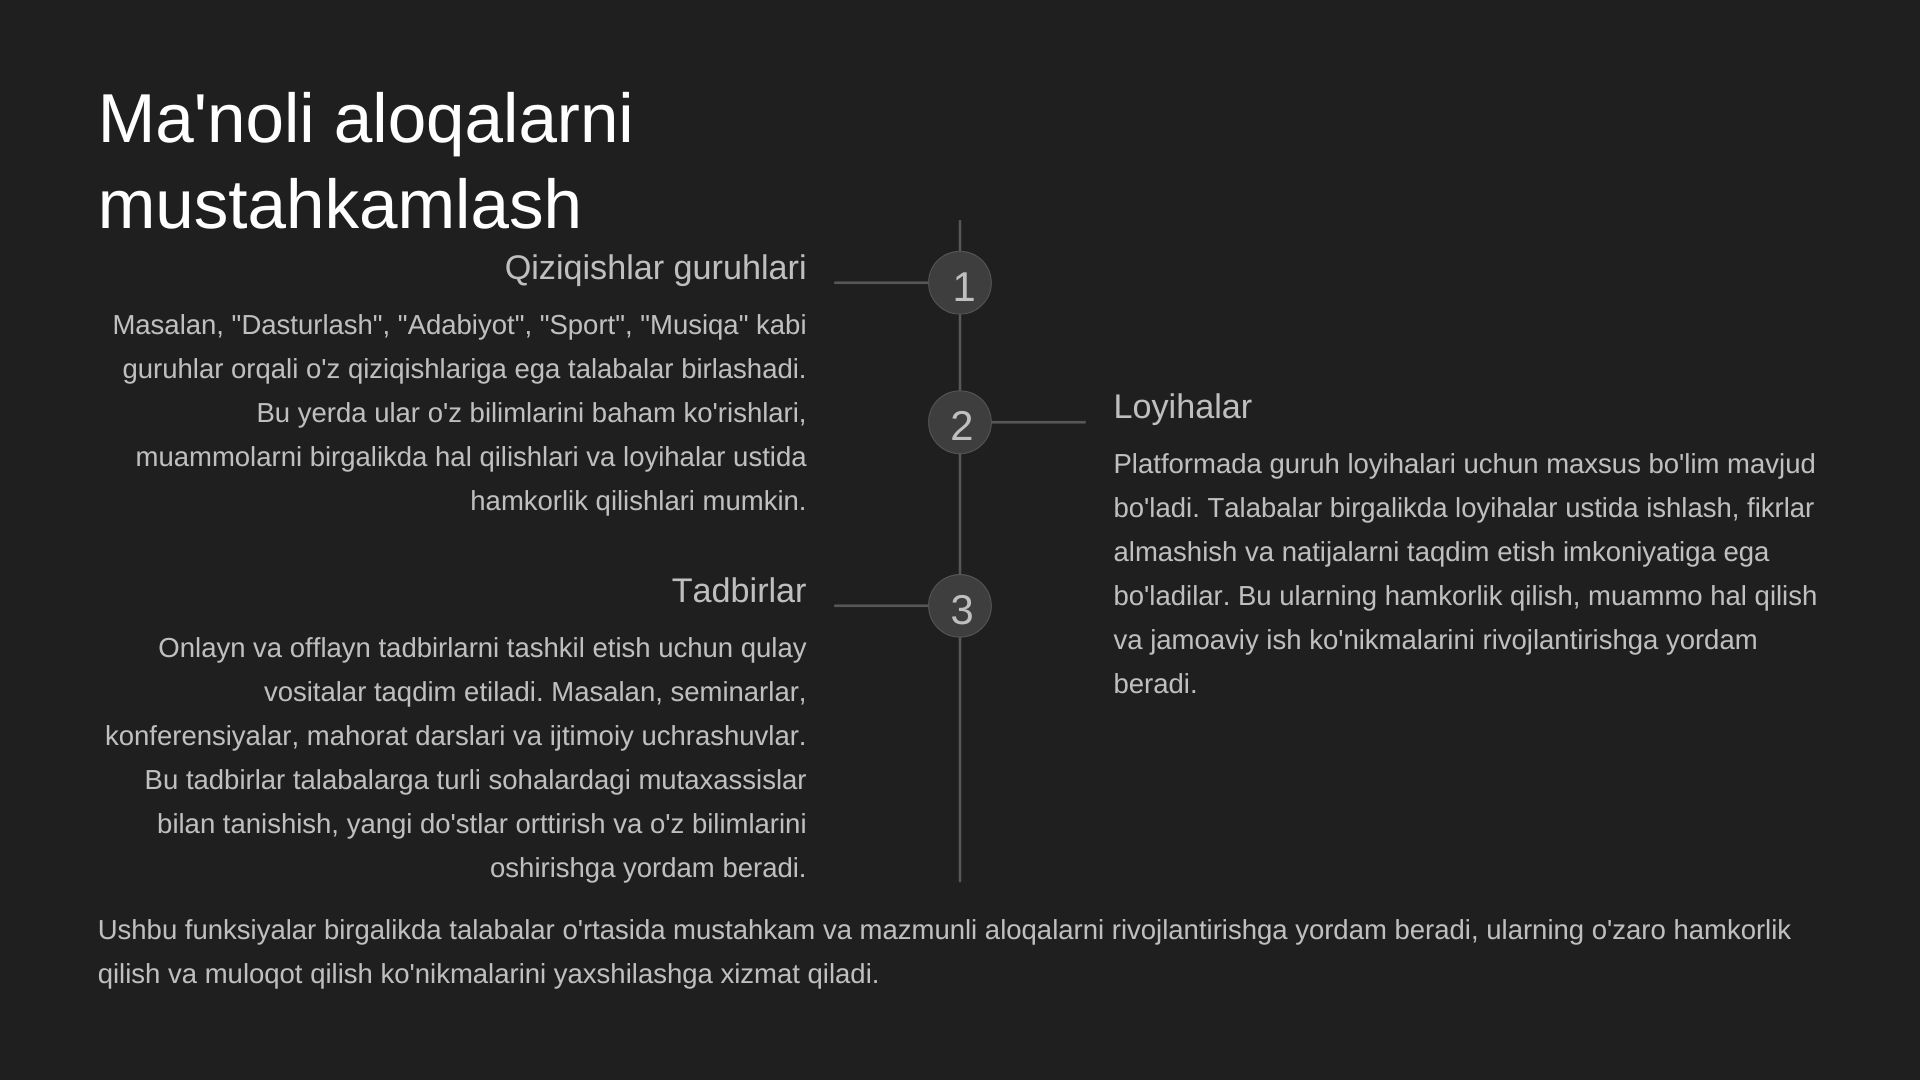 Ma'noli aloqalarni
mustahkamlash
1
Qiziqishlar guruhlari
Masalan, "Dasturlash", "Adabiyot", "Sport", "Musiqa" kabi
guruhlar orqali o'z qiziqishlariga ega talabalar birlashadi.
Bu yerda ular o'z bilimlarini baham ko'rishlari,
muammolarni birgalikda hal qilishlari va loyihalar ustida
hamkorlik qilishlari mumkin.
2
Loyihalar
Platformada guruh loyihalari uchun maxsus bo'lim mavjud
bo'ladi. Talabalar birgalikda loyihalar ustida ishlash, fikrlar
almashish va natijalarni taqdim etish imkoniyatiga ega
bo'ladilar. Bu ularning hamkorlik qilish, muammo hal qilish
va jamoaviy ish ko'nikmalarini rivojlantirishga yordam
beradi.
3
Tadbirlar
Onlayn va offlayn tadbirlarni tashkil etish uchun qulay
vositalar taqdim etiladi. Masalan, seminarlar,
konferensiyalar, mahorat darslari va ijtimoiy uchrashuvlar.
Bu tadbirlar talabalarga turli sohalardagi mutaxassislar
bilan tanishish, yangi do'stlar orttirish va o'z bilimlarini
oshirishga yordam beradi.
Ushbu funksiyalar birgalikda talabalar o'rtasida mustahkam va mazmunli aloqalarni rivojlantirishga yordam beradi, ularning o'zaro hamkorlik
qilish va muloqot qilish ko'nikmalarini yaxshilashga xizmat qiladi.